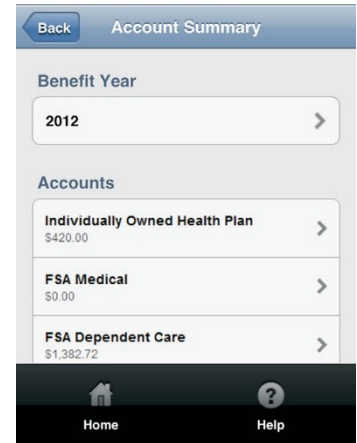 Back
Account Summary
Benefit Year
2012
Accounts
Individually Owned Health Plan
$420.00
FSA Medical
$0.00
FSA Dependent Care
$1,382.72
?
Home
Help